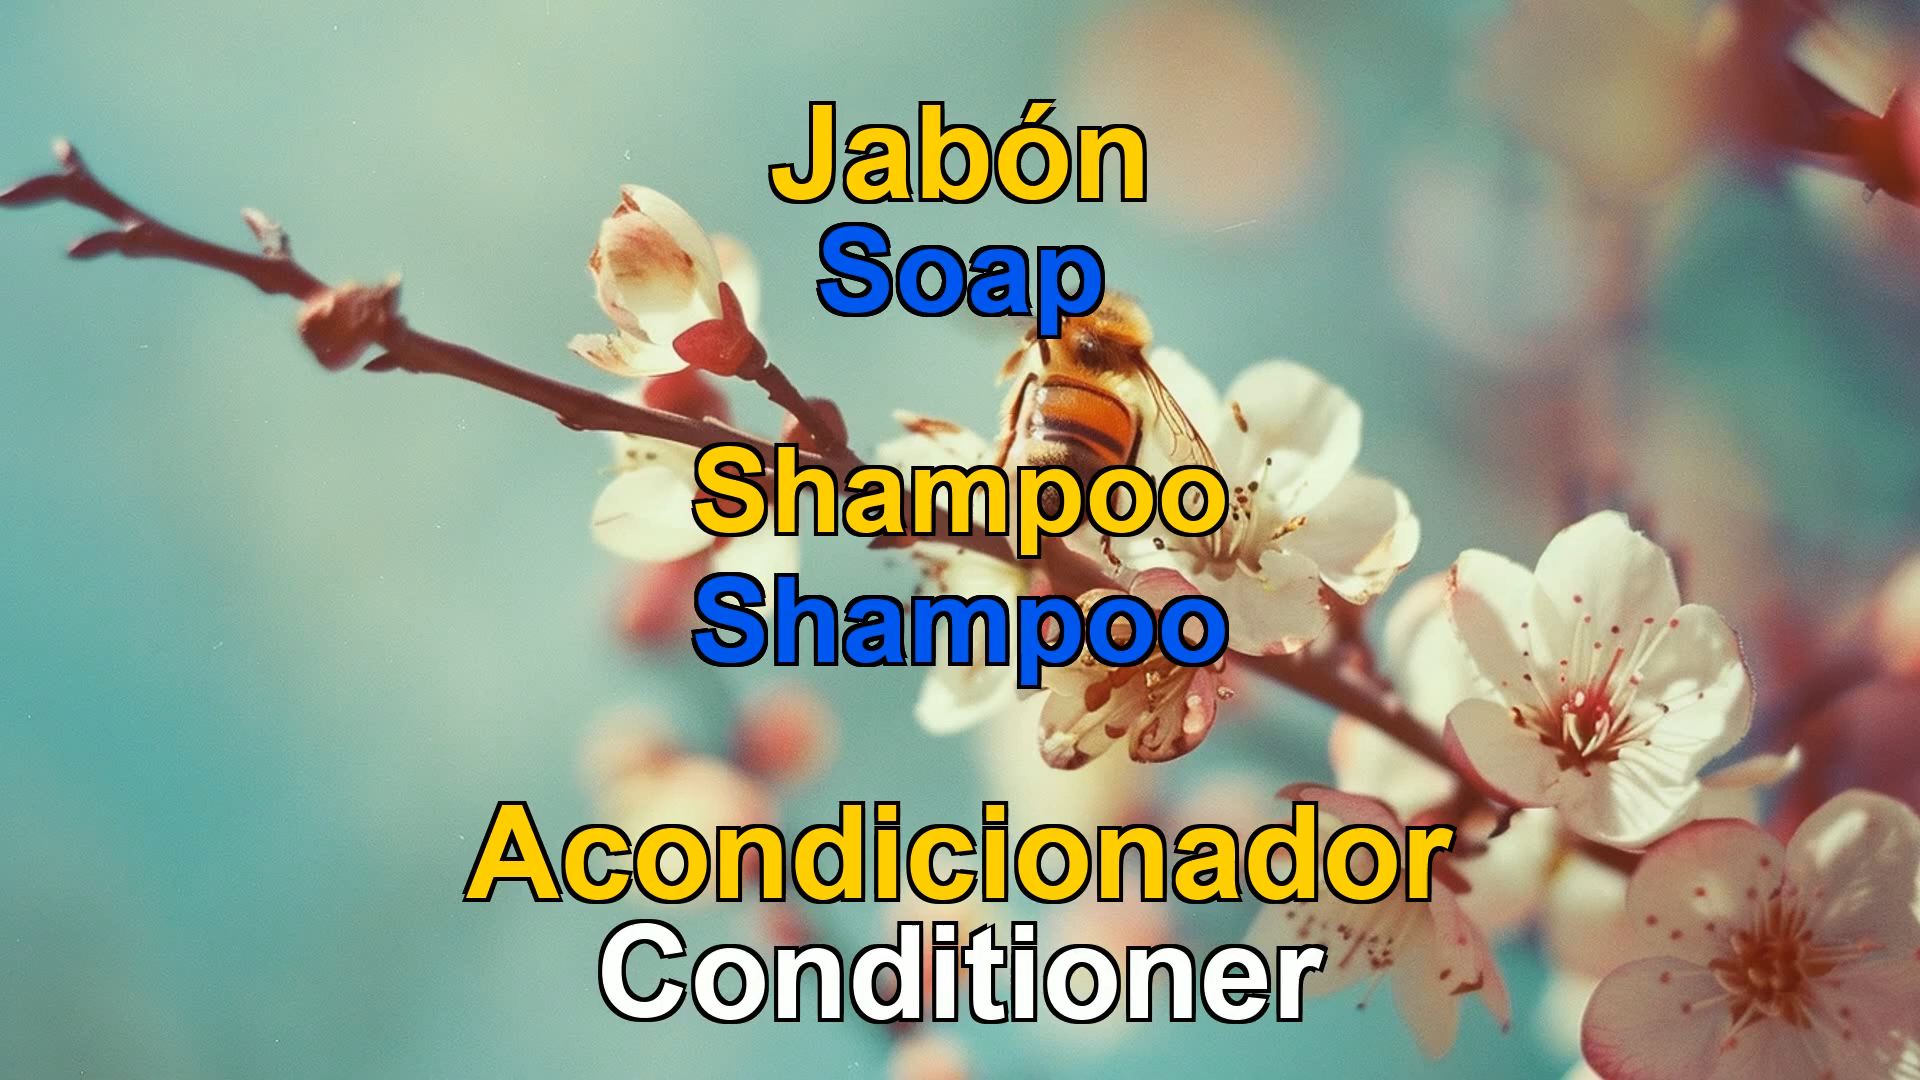 Jabón
Soap
Shampoo
Shampoo
Acondicionador
Conditioner